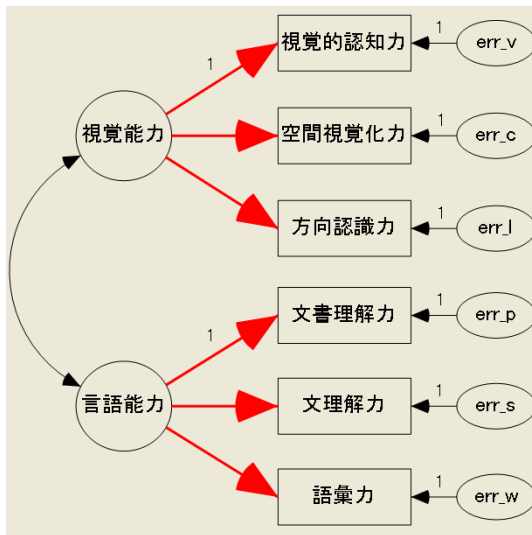 視覚的認知力
1
err_v
1
視覚能力
空間視覚化力
1
err_c
方向認識力
1
err_l
文書理解力
1
err_p
1
言語能力
文理解力
1
err_s
語彙力
1
err_w